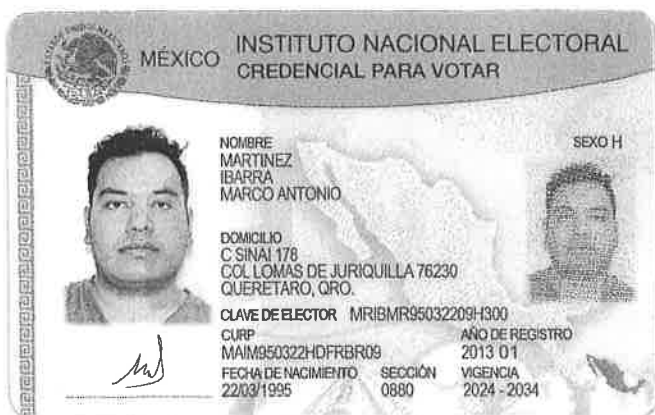 MÉXICO
INSTITUTO NACIONAL ELECTORAL
CREDENCIAL PARA VOTAR
NOMBRE
MARTINEZ
IBARRA
MARCO ANTONIO
SEXO H
DOMICILIO
C SINAI 178
COL LOMAS DE JURIQUILLA 76230
QUERETARO, QRO.
CLAVE DE ELECTOR MRIBMR95032209H300
CURP
MAIM950322HDFRBR09
AÑO DE REGISTRO
2013 01
FECHA DE NACIMIENTO
22/03/1995
SECCIÓN
0880
VIGENCIA
2024 - 2034